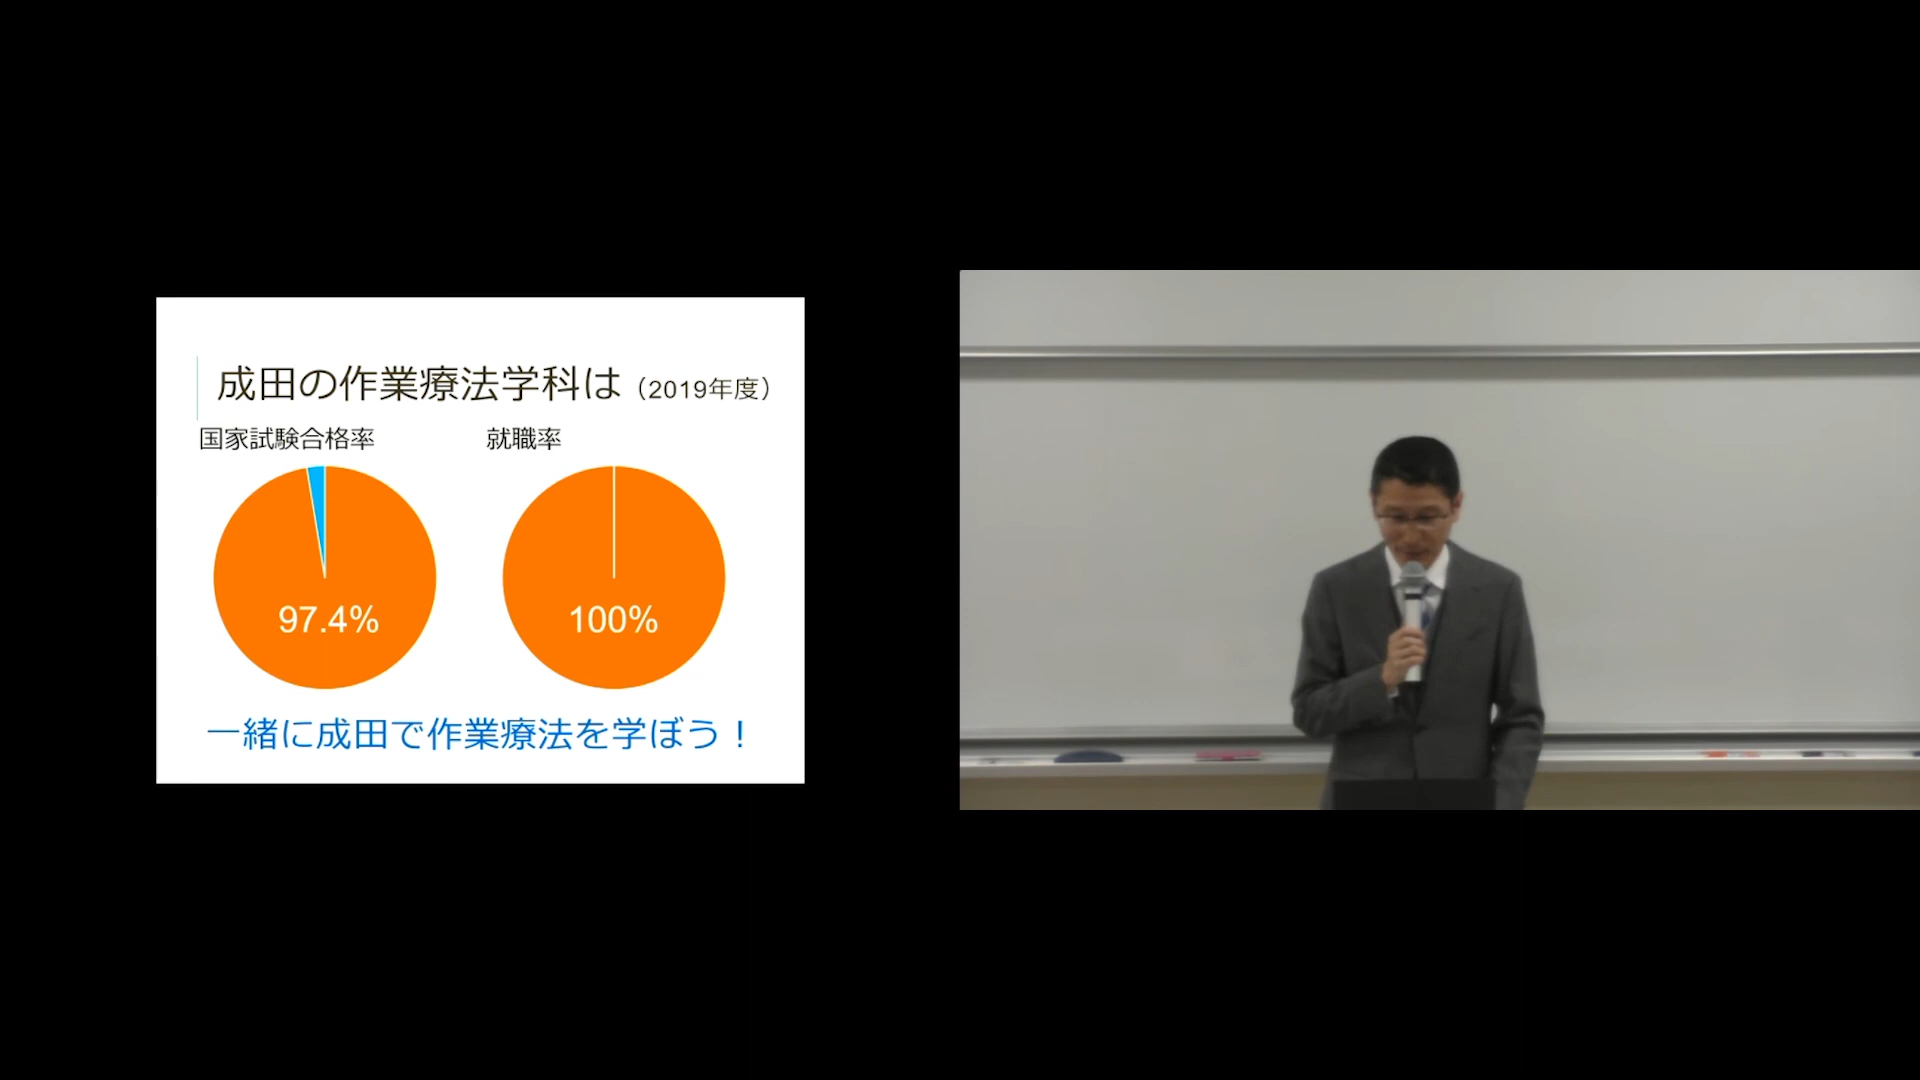 成田の作業療法学科は（2019年度）
国家試験合格率 就職率
97.4% 100%
一緒に成田で作業療法を学ぼう！